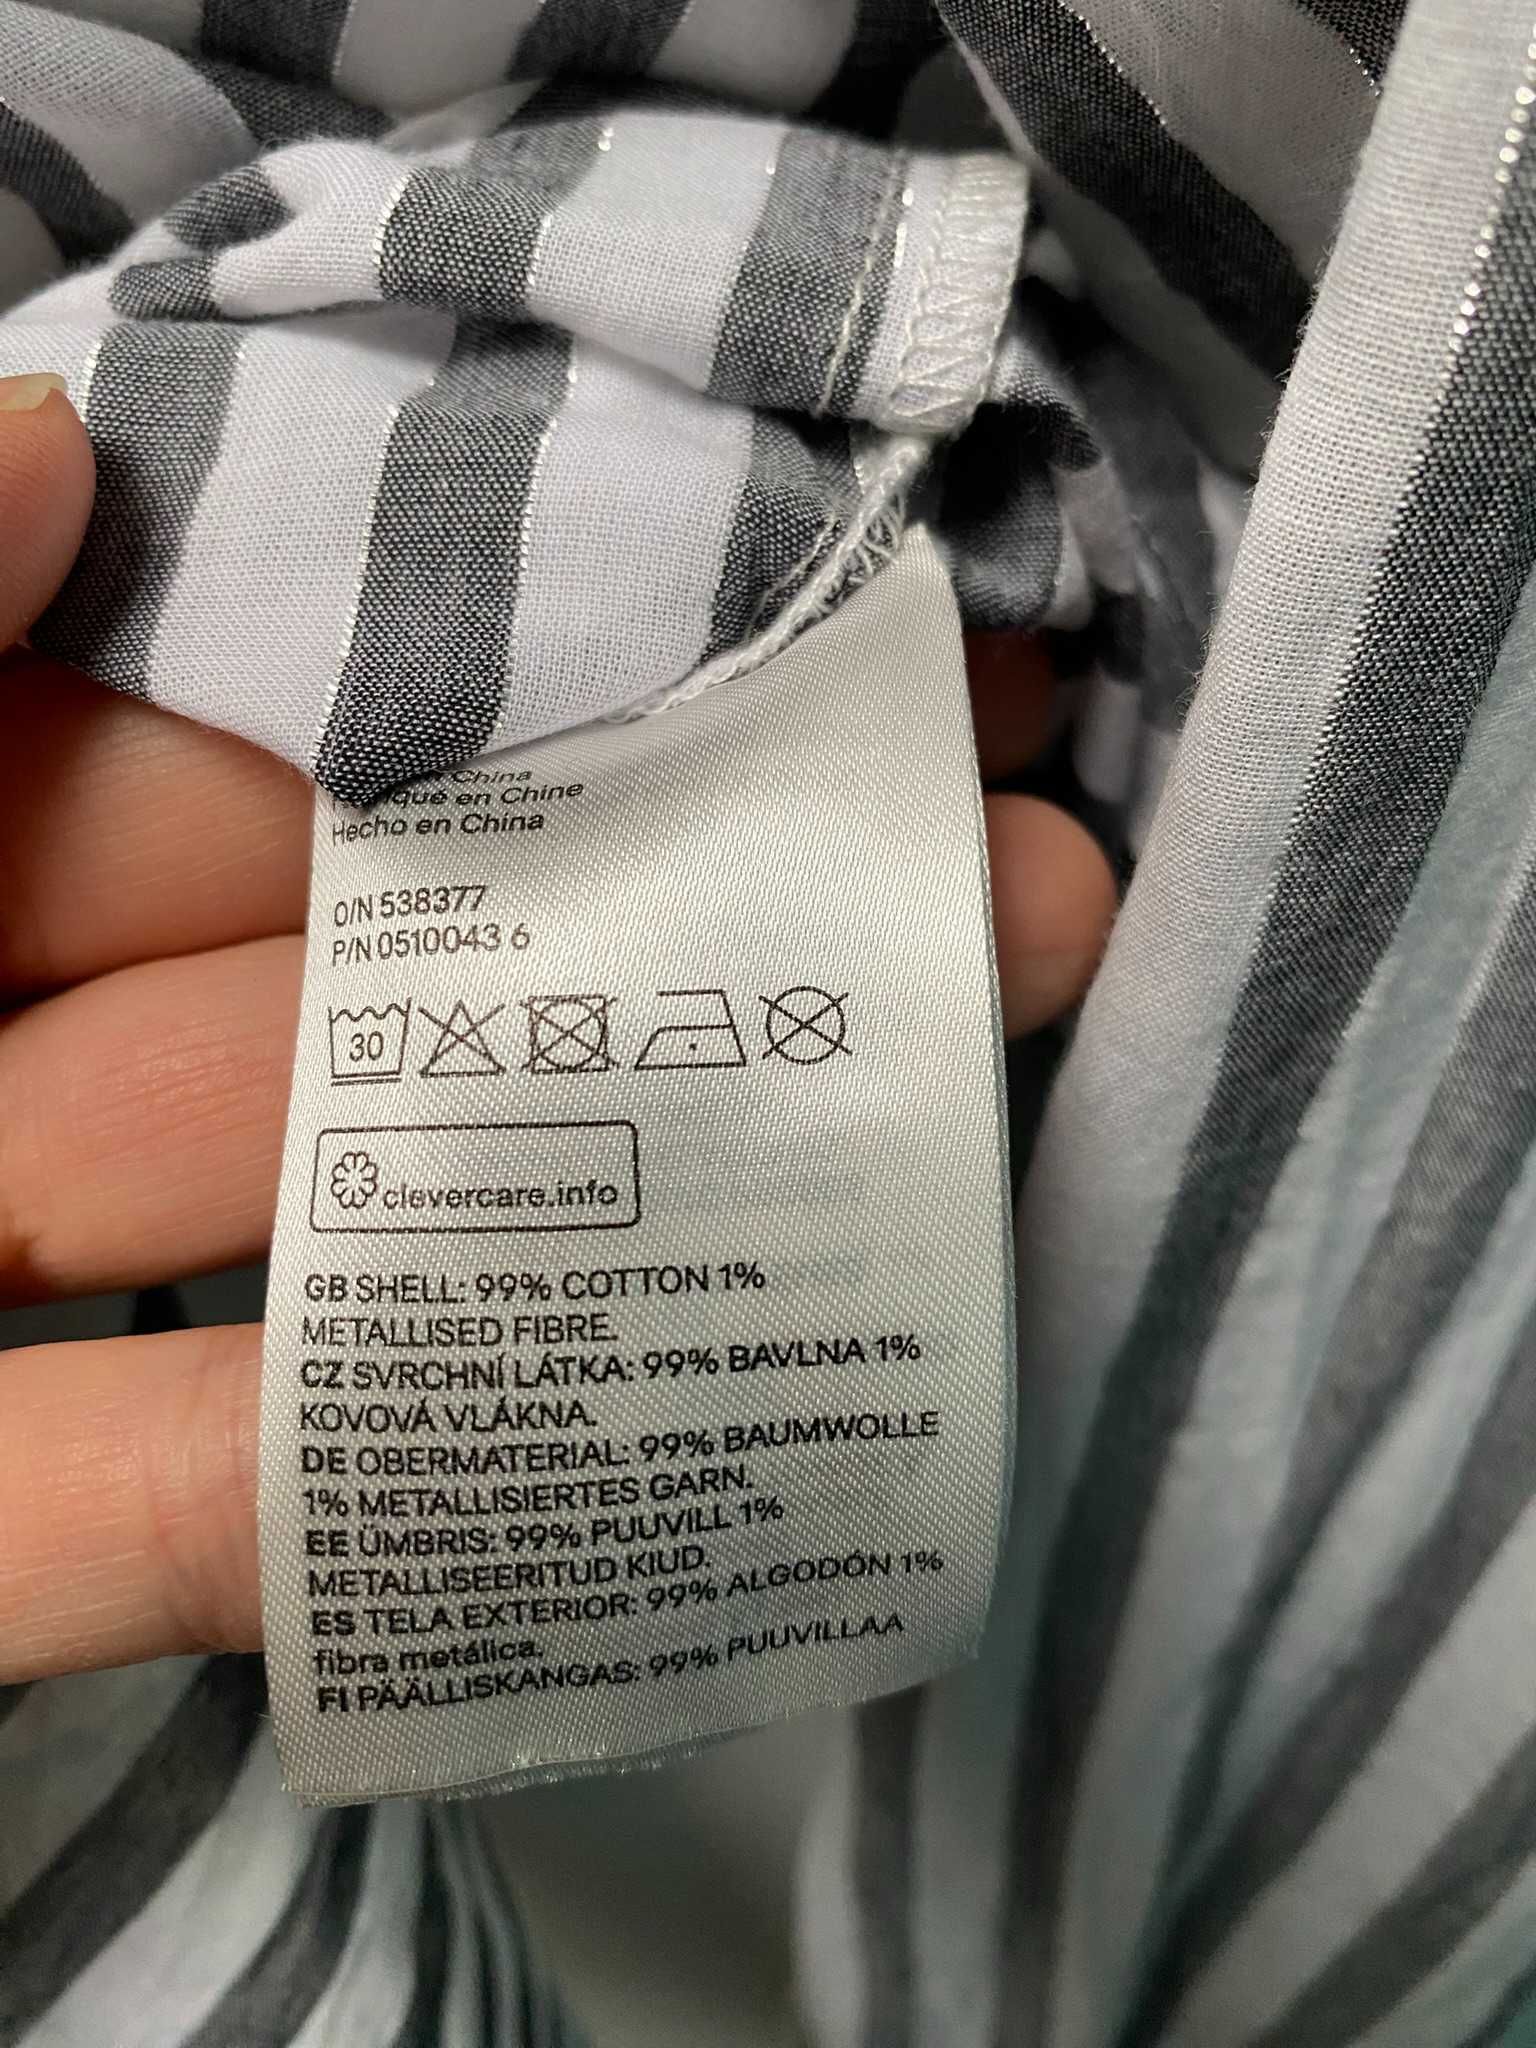 China
en Chine
Hecho en China
O/N 538377
P/N 0510043 6
30
clevercare.info
GB SHELL: 99% COTTON 1%
METALLISED FIBRE.
CZ SVRCHNÍ LÁTKA: 99% BAVLNA 1%
KOVOVÁ VLÁKNA.
DE OBERMATERIAL: 99% BAUMWOLLE
1% METALLISIERTES GARN.
EE ÜMBRIS: 99% PUUVILL 1%
METALLISEERITUD KIUD.
ES TELA EXTERIOR: 99% ALGODÓN 1%
fibra metálica.
FI PÄÄLLISKANGAS: 99% PUUVILLAA